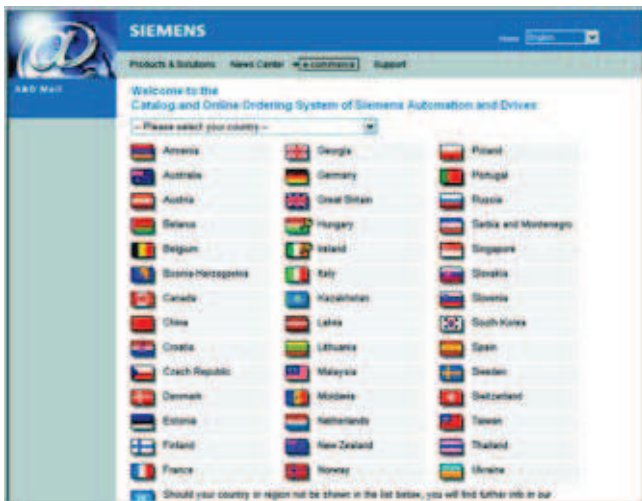 SIEMENS
Home English
Products & Solutions News Center e-commerce Support
A&D Mall
Welcome to the
Catalog and Online Ordering System of Siemens Automation and Drives
-- Please select your country --
Armenia Georgia Poland
Australia Germany Portugal
Austria Great Britain Russia
Belarus Hungary Serbia and Montenegro
Belgium Ireland Singapore
Bosnia-Herzegovina Italy Slovakia
Canada Kazakhstan Slovenia
China Latvia South Korea
Croatia Lithuania Spain
Czech Republic Malaysia Sweden
Denmark Moldavia Switzerland
Estonia Netherlands Taiwan
Finland New Zealand Thailand
France Norway Ukraine
Should your country or region not be shown in the list below, you will find further info in our